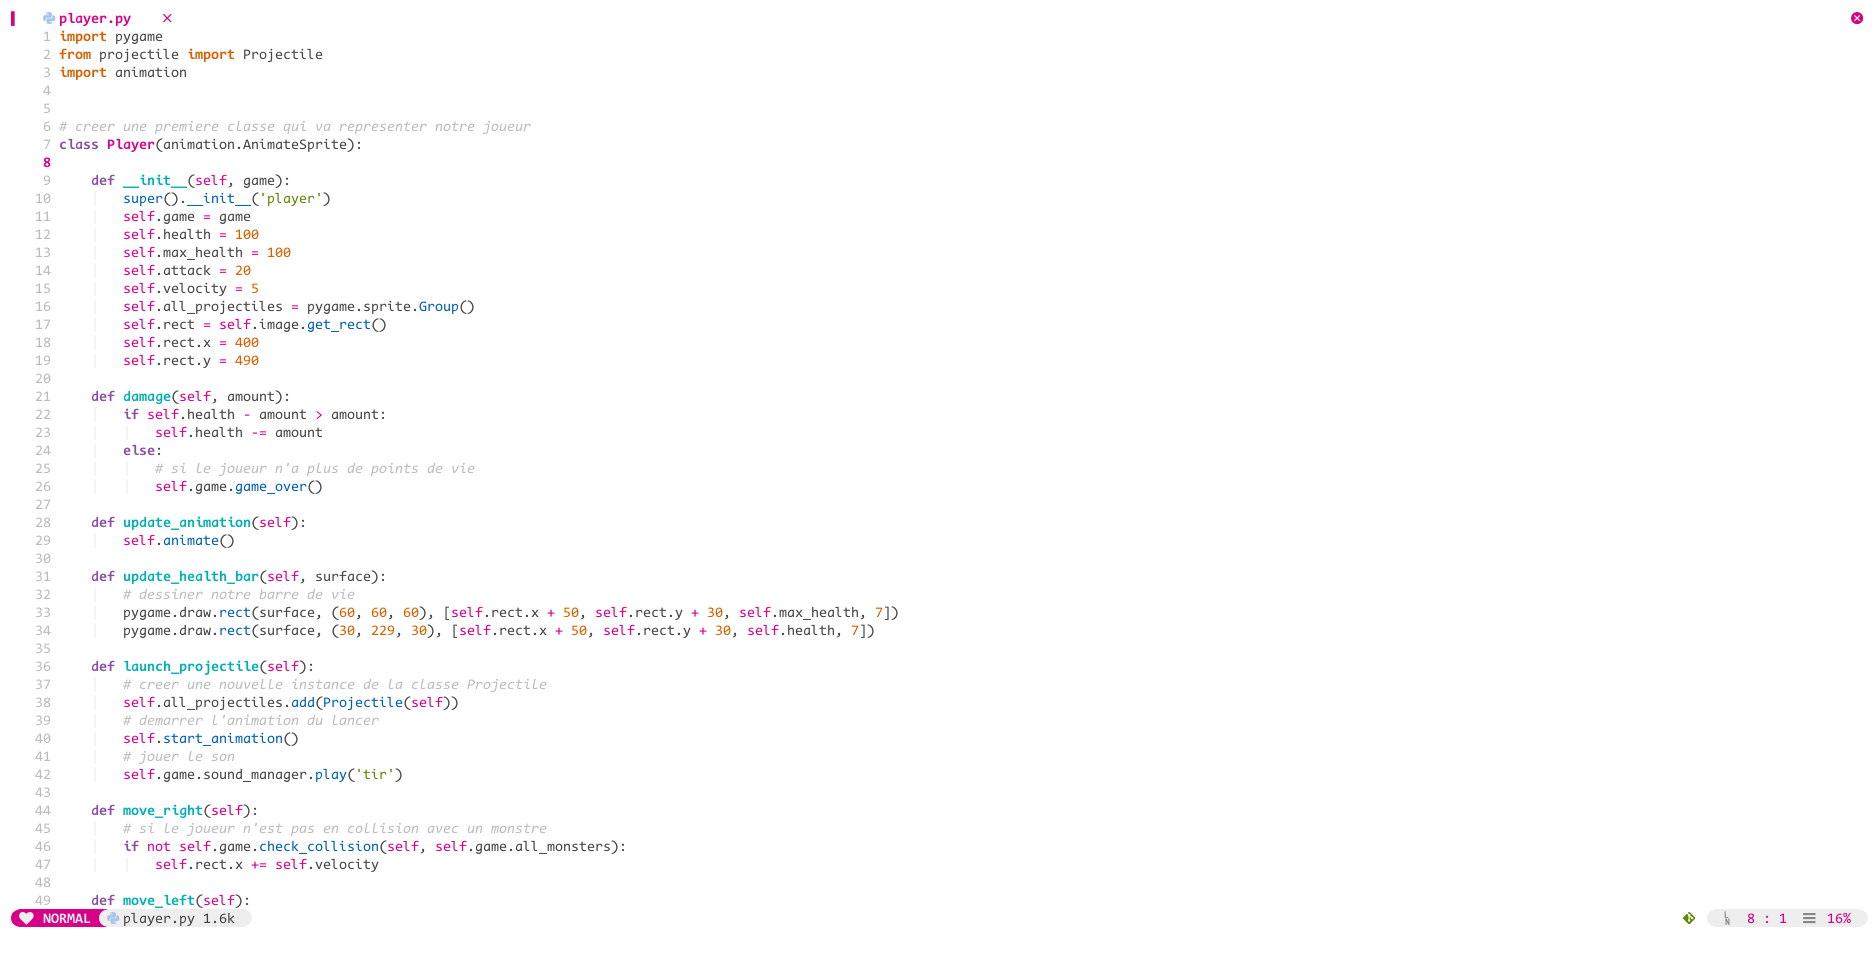 player.py ×
1 import pygame
2 from projectile import Projectile
3 import animation
4
5
6 # creer une premiere classe qui va representer notre joueur
7 class Player(animation.AnimateSprite):
8
9     def __init__(self, game):
10         super().__init__('player')
11         self.game = game
12         self.health = 100
13         self.max_health = 100
14         self.attack = 20
15         self.velocity = 5
16         self.all_projectiles = pygame.sprite.Group()
17         self.rect = self.image.get_rect()
18         self.rect.x = 400
19         self.rect.y = 490
20
21     def damage(self, amount):
22         if self.health - amount > amount:
23             self.health -= amount
24         else:
25             # si le joueur n'a plus de points de vie
26             self.game.game_over()
27
28     def update_animation(self):
29         self.animate()
30
31     def update_health_bar(self, surface):
32         # dessiner notre barre de vie
33         pygame.draw.rect(surface, (60, 60, 60), [self.rect.x + 50, self.rect.y + 30, self.max_health, 7])
34         pygame.draw.rect(surface, (30, 229, 30), [self.rect.x + 50, self.rect.y + 30, self.health, 7])
35
36     def launch_projectile(self):
37         # creer une nouvelle instance de la classe Projectile
38         self.all_projectiles.add(Projectile(self))
39         # demarrer l'animation du lancer
40         self.start_animation()
41         # jouer le son
42         self.game.sound_manager.play('tir')
43
44     def move_right(self):
45         # si le joueur n'est pas en collision avec un monstre
46         if not self.game.check_collision(self, self.game.all_monsters):
47             self.rect.x += self.velocity
48
49     def move_left(self):
NORMAL player.py 1.6k LN 8 : 1 16%